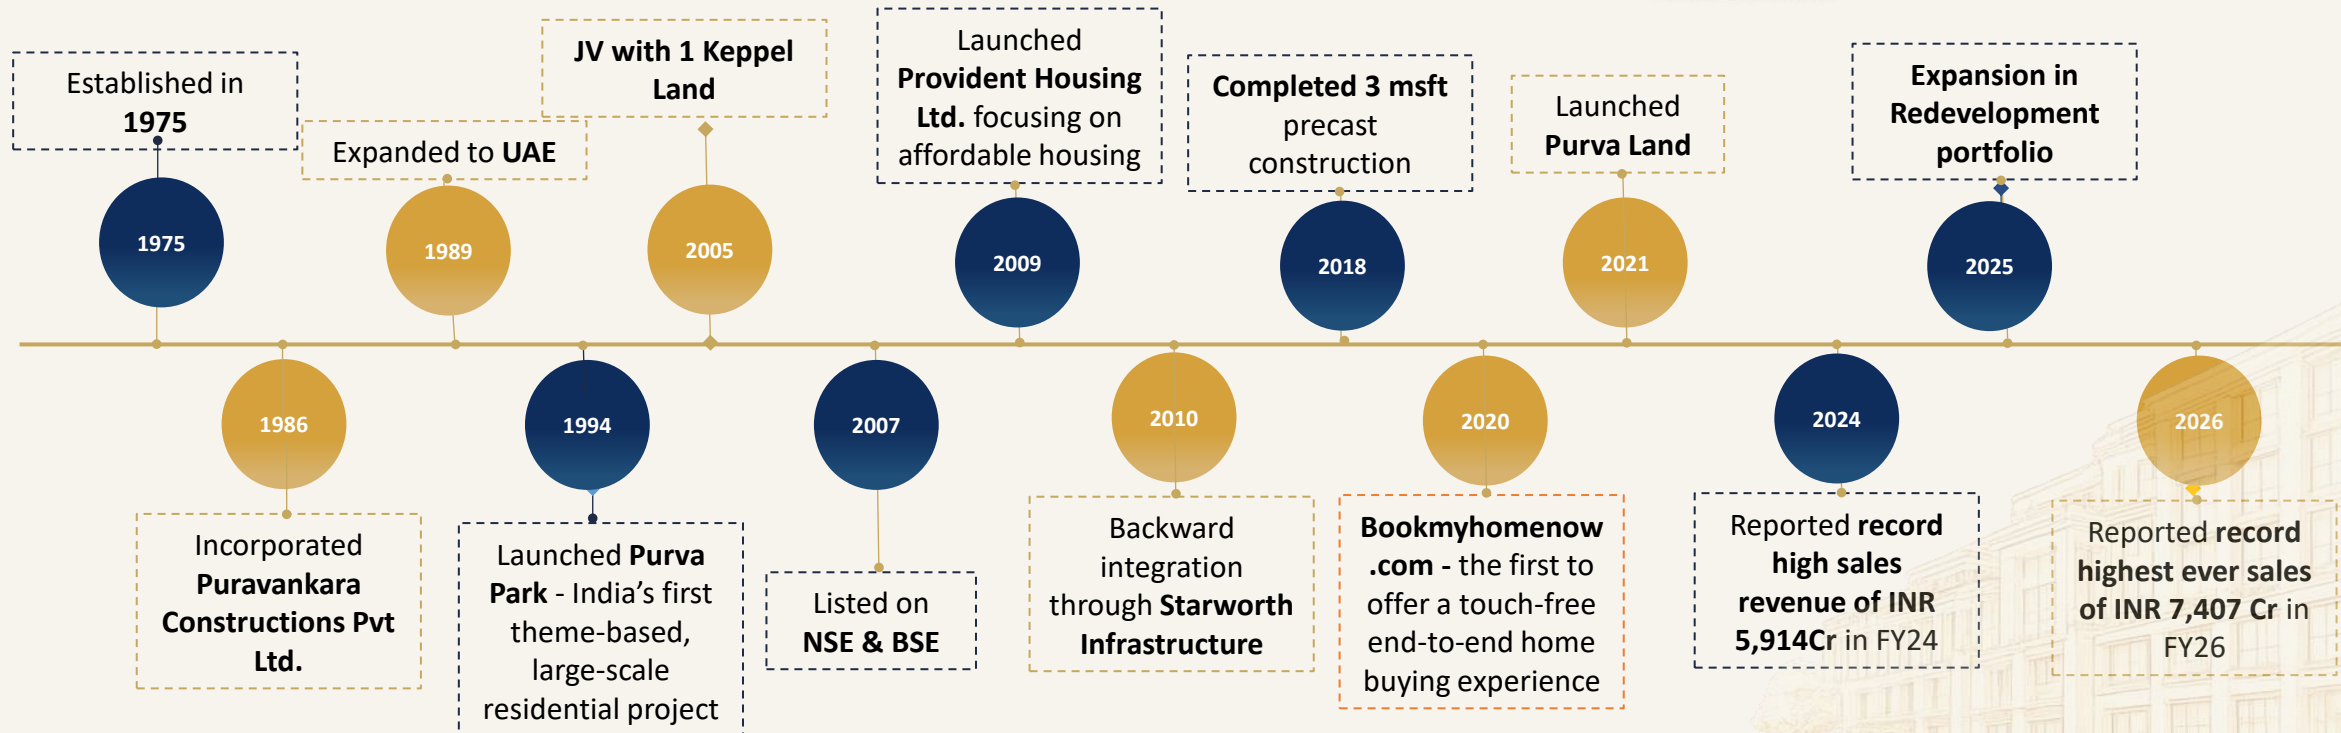 Established in
1975
1975
Incorporated
Puravankara
Constructions Pvt
Ltd.
1986
Expanded to UAE
1989
Launched Purva
Park - India’s first
theme-based,
large-scale
residential project
1994
JV with 1 Keppel
Land
2005
Listed on
NSE & BSE
2007
Launched
Provident Housing
Ltd. focusing on
affordable housing
2009
Backward
integration
through Starworth
Infrastructure
2010
Completed 3 msft
precast
construction
2018
Bookmyhomenow
.com - the first to
offer a touch-free
end-to-end home
buying experience
2020
Launched
Purva Land
2021
Reported record
high sales
revenue of INR
5,914Cr in FY24
2024
Expansion in
Redevelopment
portfolio
2025
Reported record
highest ever sales
of INR 7,407 Cr in
FY26
2026